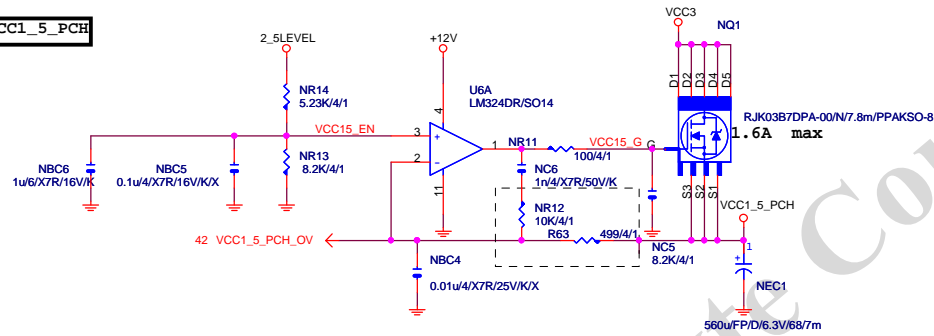 CC1_5_PCH
2_5LEVEL
+12V
VCC3
NQ1
NR14
5.23K/4/1
U6A
LM324DR/SO14
D1
D2
D3
D4
D5
4
RJK03B7DPA-00/N/7.8m/PPAKSO-8
1.6A max
VCC15_EN
3
+
1
NR11
VCC15_G
G
2
-
100/4/1
NBC6
1u/6/X7R/16V/K
NBC5
0.1u/4/X7R/16V/K/X
NR13
8.2K/4/1
11
NC6
1n/4/X7R/50V/K
S3
S2
S1
NR12
10K/4/1
VCC1_5_PCH
42 VCC1_5_PCH_OV
R63
499/4/1
NC5
8.2K/4/1
1
+
NBC4
0.01u/4/X7R/25V/K/X
NEC1
560u/FP/D/6.3V/68/7m
te Co